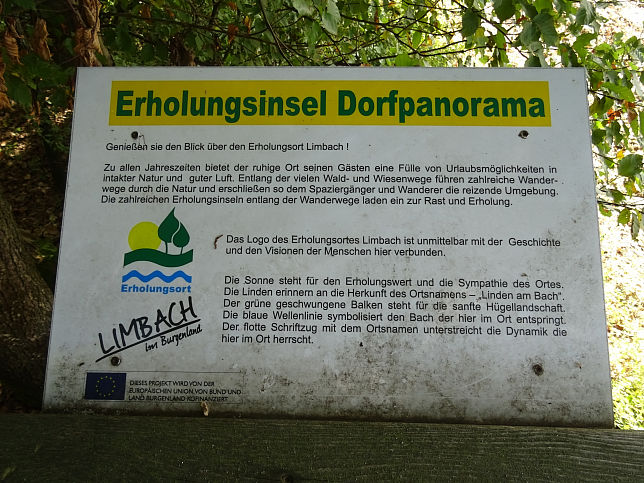 Erholungsinsel Dorfpanorama
Genießen sie den Blick über den Erholungsort Limbach !
Zu allen Jahreszeiten bietet der ruhige Ort seinen Gästen eine Fülle von Urlaubsmöglichkeiten in
intakter Natur und guter Luft. Entlang der vielen Wald- und Wiesenwege führen zahlreiche Wander-
wege durch die Natur und erschließen so dem Spaziergänger und Wanderer die reizende Umgebung.
Die zahlreichen Erholungsinseln entlang der Wanderwege laden ein zur Rast und Erholung.
Das Logo des Erholungsortes Limbach ist unmittelbar mit der Geschichte
und den Visionen der Menschen hier verbunden.
Erholungsort
LIMBACH
im Burgenland
Die Sonne steht für den Erholungswert und die Sympathie des Ortes.
Die Linden erinnern an die Herkunft des Ortsnamens – „Linden am Bach“.
Der grüne geschwungene Balken steht für die sanfte Hügellandschaft.
Die blaue Wellenlinie symbolisiert den Bach der hier im Ort entspringt.
Der flotte Schriftzug mit dem Ortsnamen unterstreicht die Dynamik die
hier im Ort herrscht.
DIESES PROJEKT WIRD VON DER
EUROPÄISCHEN UNION, VON BUND UND
LAND BURGENLAND KOFINANZIERT